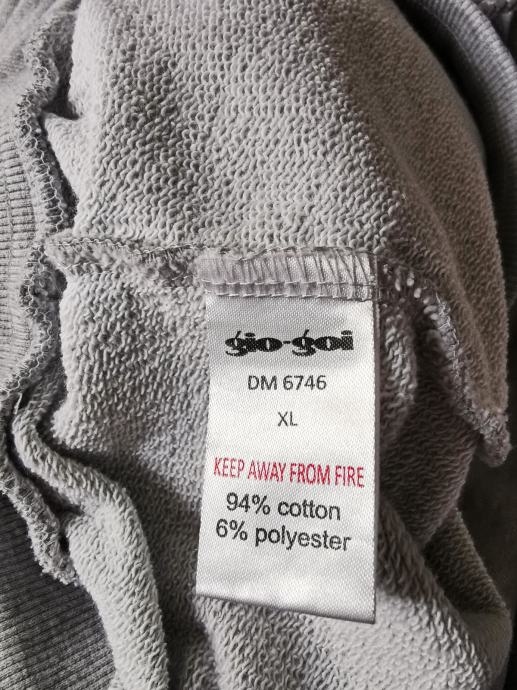 gio-goi
DM 6746
XL
KEEP AWAY FROM FIRE
94% cotton
6% polyester